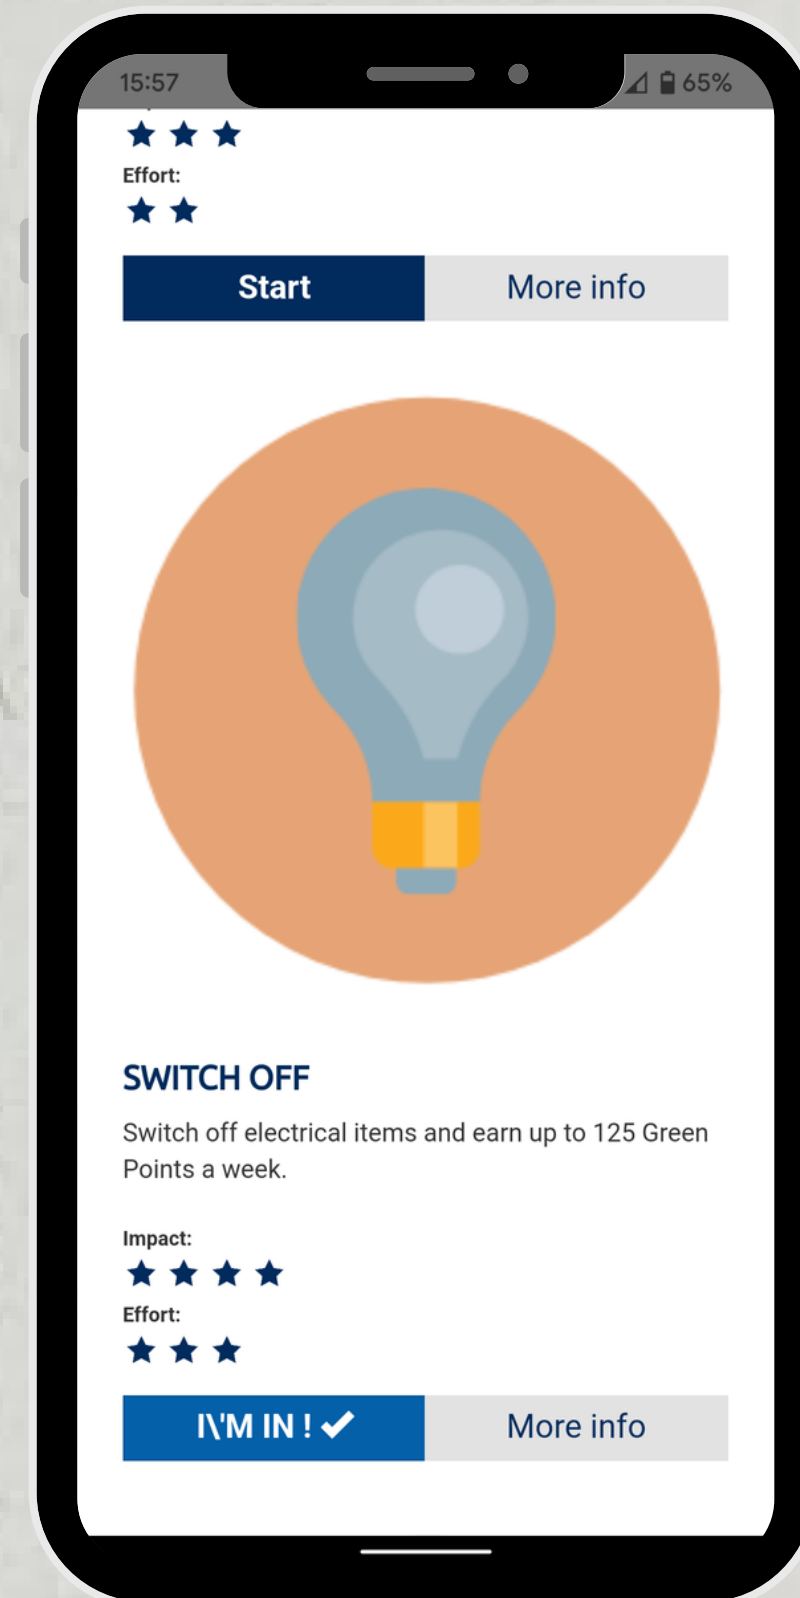 15:57 65%
Effort:
Start More info
SWITCH OFF
Switch off electrical items and earn up to 125 Green
Points a week.
Impact:
Effort:
I\'M IN ! More info